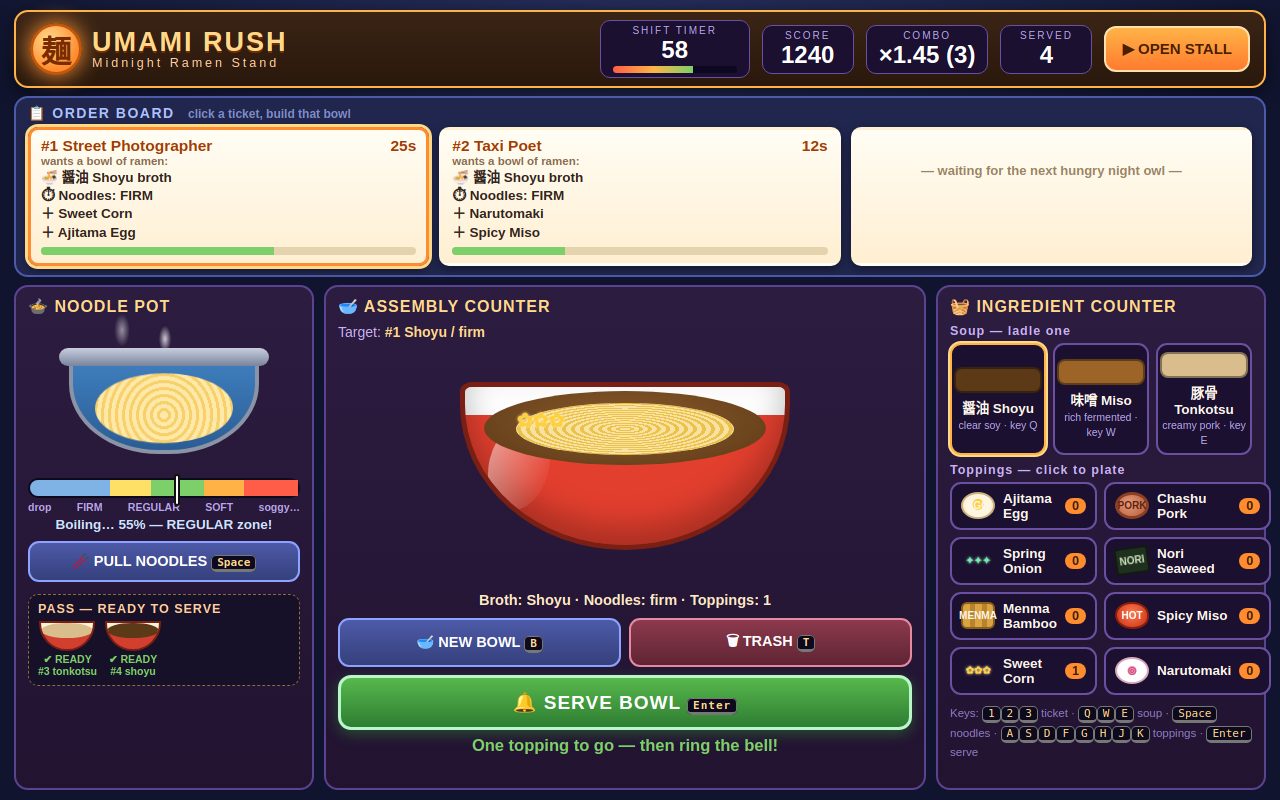 麺
UMAMI RUSH
Midnight Ramen Stand
SHIFT TIMER
58
SCORE
1240
COMBO
×1.45 (3)
SERVED
4
▶ OPEN STALL
📋 ORDER BOARD click a ticket, build that bowl
#1 Street Photographer 25s
wants a bowl of ramen:
🍜 醤油 Shoyu broth
⏱ Noodles: FIRM
＋ Sweet Corn
＋ Ajitama Egg
#2 Taxi Poet 12s
wants a bowl of ramen:
🍜 醤油 Shoyu broth
⏱ Noodles: FIRM
＋ Narutomaki
＋ Spicy Miso
— waiting for the next hungry night owl —
🍲 NOODLE POT
drop FIRM REGULAR SOFT soggy…
Boiling… 55% — REGULAR zone!
🥢 PULL NOODLES Space
PASS — READY TO SERVE
✔ READY
#3 tonkotsu
✔ READY
#4 shoyu
🥣 ASSEMBLY COUNTER
Target: #1 Shoyu / firm
Broth: Shoyu · Noodles: firm · Toppings: 1
🥣 NEW BOWL B
🗑 TRASH T
🔔 SERVE BOWL Enter
One topping to go — then ring the bell!
🧺 INGREDIENT COUNTER
Soup — ladle one
醤油 Shoyu
clear soy · key Q
味噌 Miso
rich fermented ·
key W
豚骨
Tonkotsu
creamy pork · key
E
Toppings — click to plate
Ajitama
Egg
0
PORK
Chashu
Pork
0
Spring
Onion
0
NORI
Nori
Seaweed
0
MENMA
Menma
Bamboo
0
HOT
Spicy Miso
0
Sweet
Corn
1
Narutomaki
0
Keys: 1 2 3 ticket · Q W E soup · Space
noodles · A S D F G H J K toppings · Enter
serve